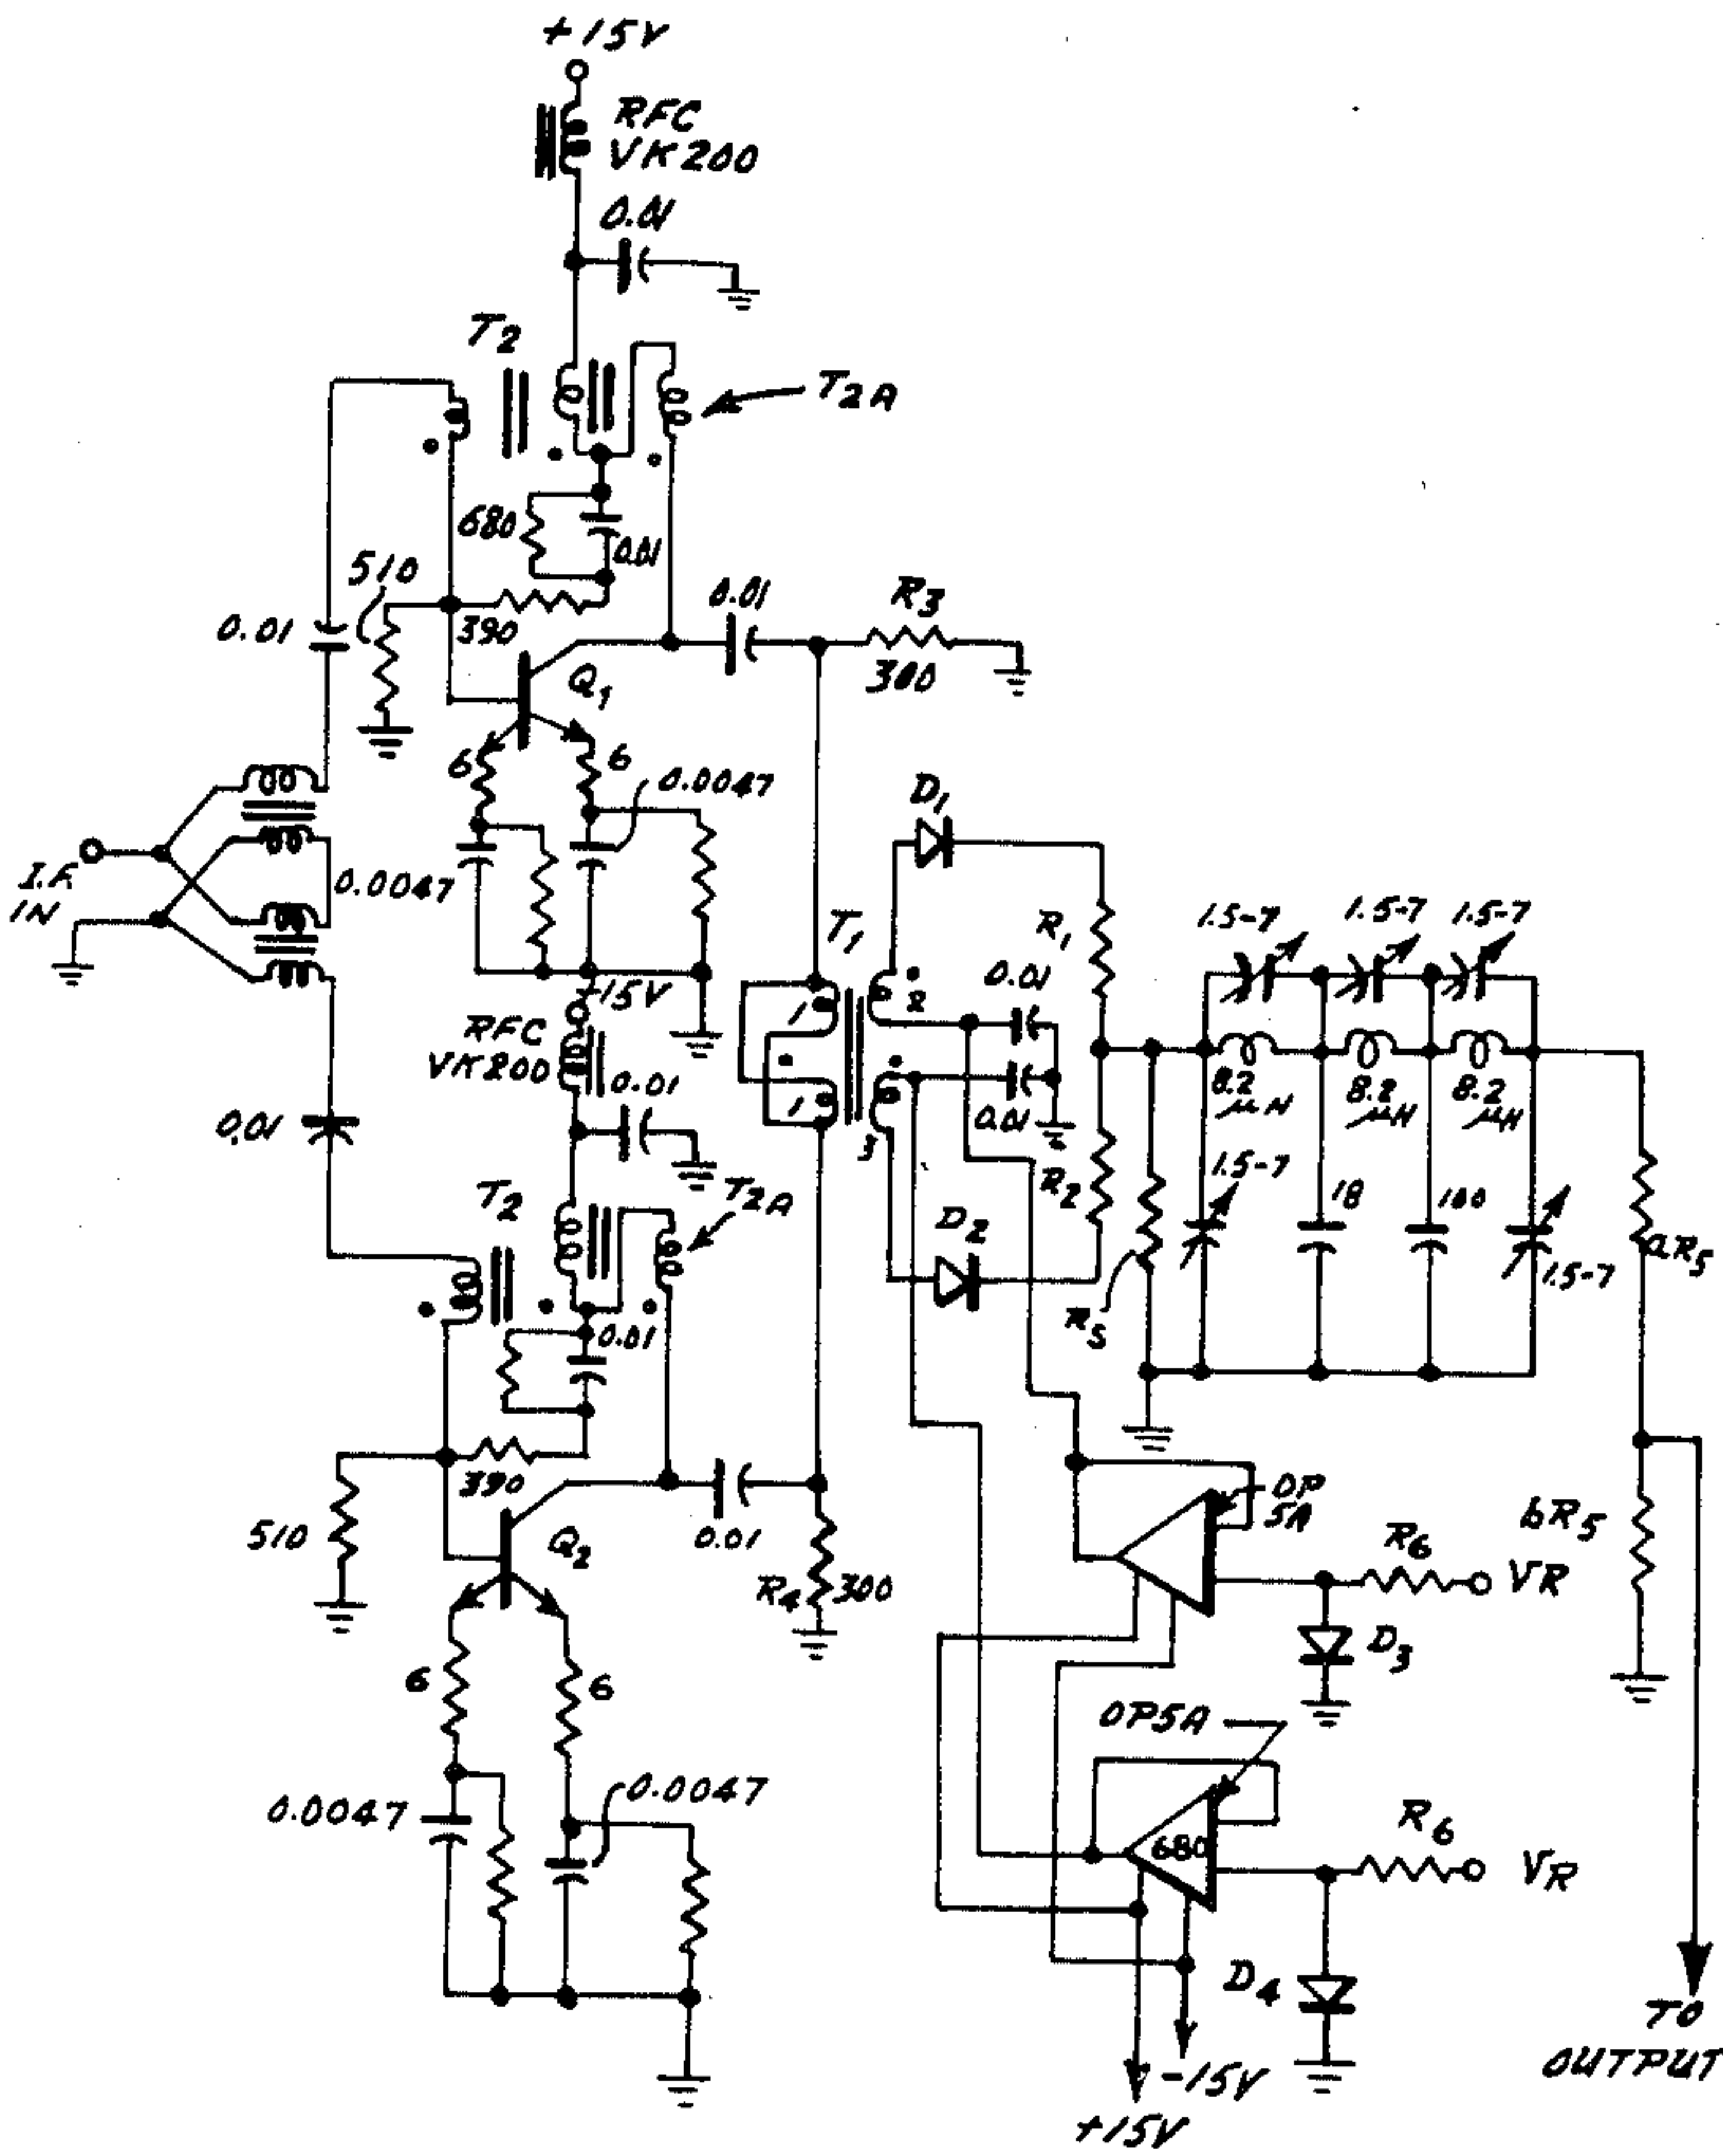 +15V
RFC
VK200
0.01
T2
T2A
680
0.01
510
0.01
390
0.01
R3
300
Q1
6
6
0.0047
D1
I.F.
IN
0.0047
T1
R1
1.5-7
1.5-7
1.5-7
0.01
1
2
-15V
RFC
VK200
0.01
8.2
μH
8.2
μH
8.2
μH
0.01
1
3
0.01
T2
T2A
R2
1.5-7
18
100
D2
aR5
1.5-7
R5
0.01
390
510
Q2
0.01
R4
300
OP
5A
R6
VR
bR5
D3
6
6
OP5A
0.0047
0.0047
680
R6
VR
D4
-15V
+15V
TO
OUTPUT